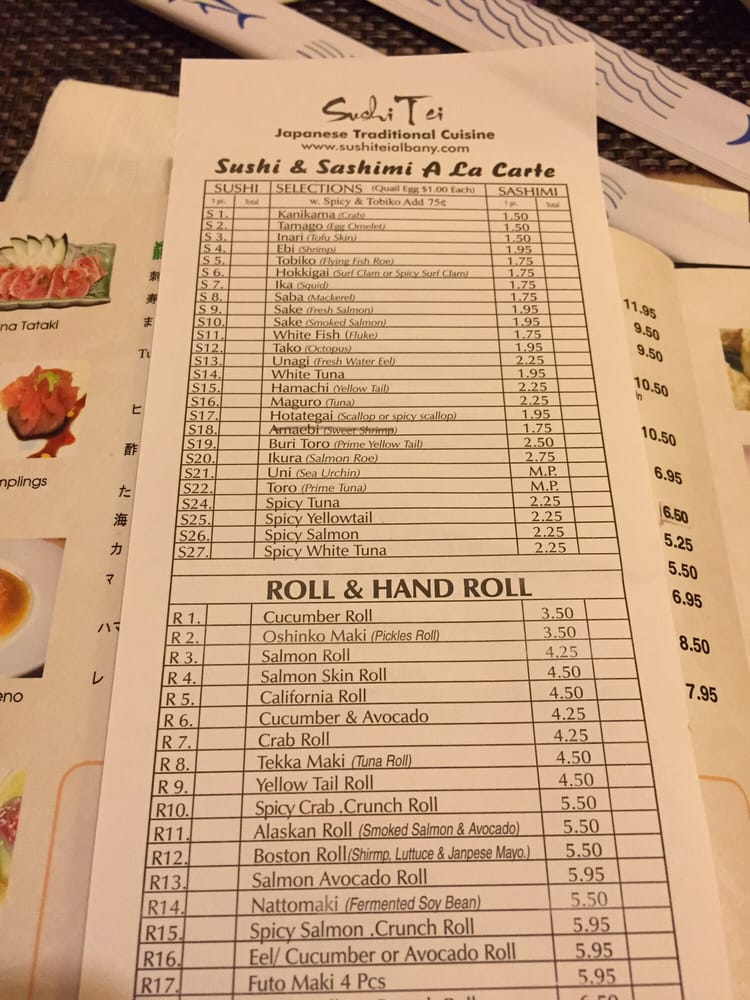 Sushi Tei
Japanese Traditional Cuisine
www.sushiteialbany.com
Sushi & Sashimi A La Carte
SUSHI SELECTIONS (Quail Egg $1.00 Each) SASHIMI
1 pc. Total w. Spicy & Tobiko Add 75¢ 1 pc. Total
S 1. Kanikama (Crab) 1.50
S 2. Tamago (Egg Omelet) 1.50
S 3. Inari (Tofu Skin) 1.50
S 4. Ebi (Shrimp) 1.95
S 5. Tobiko (Flying Fish Roe) 1.75
S 6. Hokkigai (Surf Clam or Spicy Surf Clam) 1.75
S 7. Ika (Squid) 1.75
S 8. Saba (Mackerel) 1.75
S 9. Sake (Fresh Salmon) 1.95
S10. Sake (Smoked Salmon) 1.95
S11. White Fish (Fluke) 1.75
S12. Tako (Octopus) 1.95
S13. Unagi (Fresh Water Eel) 2.25
S14. White Tuna 1.95
S15. Hamachi (Yellow Tail) 2.25
S16. Maguro (Tuna) 2.25
S17. Hotategai (Scallop or spicy scallop) 1.95
S18. Amaebi (Sweet Shrimp) 1.75
S19. Buri Toro (Prime Yellow Tail) 2.50
S20. Ikura (Salmon Roe) 2.75
S21. Uni (Sea Urchin) M.P.
S22. Toro (Prime Tuna) M.P.
S24. Spicy Tuna 2.25
S25. Spicy Yellowtail 2.25
S26. Spicy Salmon 2.25
S27. Spicy White Tuna 2.25
ROLL & HAND ROLL
R 1. Cucumber Roll 3.50
R 2. Oshinko Maki (Pickles Roll) 3.50
R 3. Salmon Roll 4.25
R 4. Salmon Skin Roll 4.50
R 5. California Roll 4.50
R 6. Cucumber & Avocado 4.25
R 7. Crab Roll 4.25
R 8. Tekka Maki (Tuna Roll) 4.50
R 9. Yellow Tail Roll 4.50
R10. Spicy Crab .Crunch Roll 5.50
R11. Alaskan Roll (Smoked Salmon & Avocado) 5.50
R12. Boston Roll(Shirmp, Luttuce & Janpese Mayo.) 5.50
R13. Salmon Avocado Roll 5.95
R14. Nattomaki (Fermented Soy Bean) 5.50
R15. Spicy Salmon .Crunch Roll 5.95
R16. Eel/ Cucumber or Avocado Roll 5.95
R17. Futo Maki 4 Pcs 5.95
na Tataki
mplings
eno
刺
寿
ま
Tu
ヒ
酢
た
海
カ
マ
ハマ
レ
11.95
9.50
9.50
10.50
in
10.50
6.95
6.50
5.25
5.50
6.95
8.50
7.95